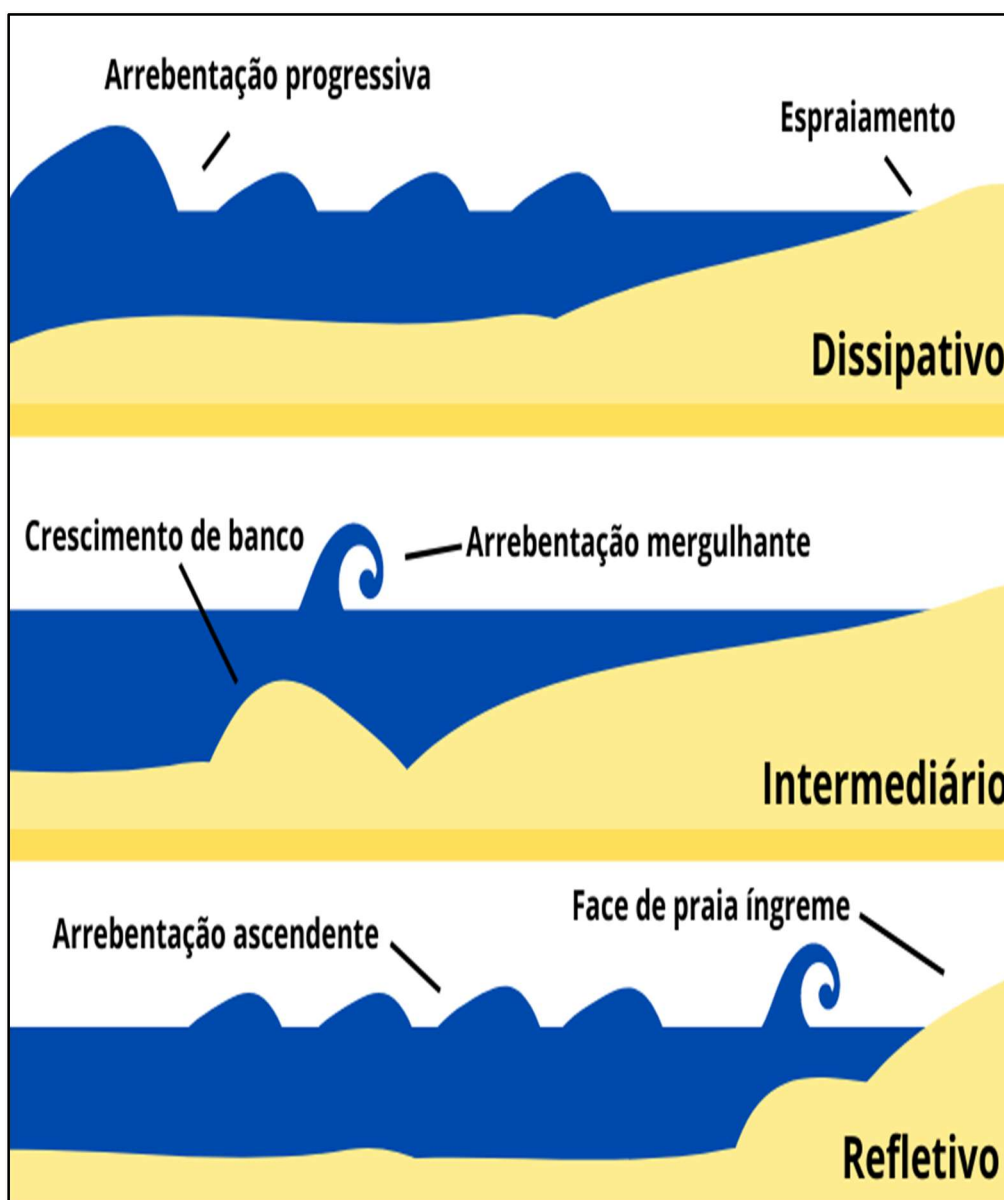 Arrebentação progressiva
Espraiamento
Dissipativo
Crescimento de banco
Arrebentação mergulhante
Intermediário
Face de praia íngreme
Arrebentação ascendente
Refletivo